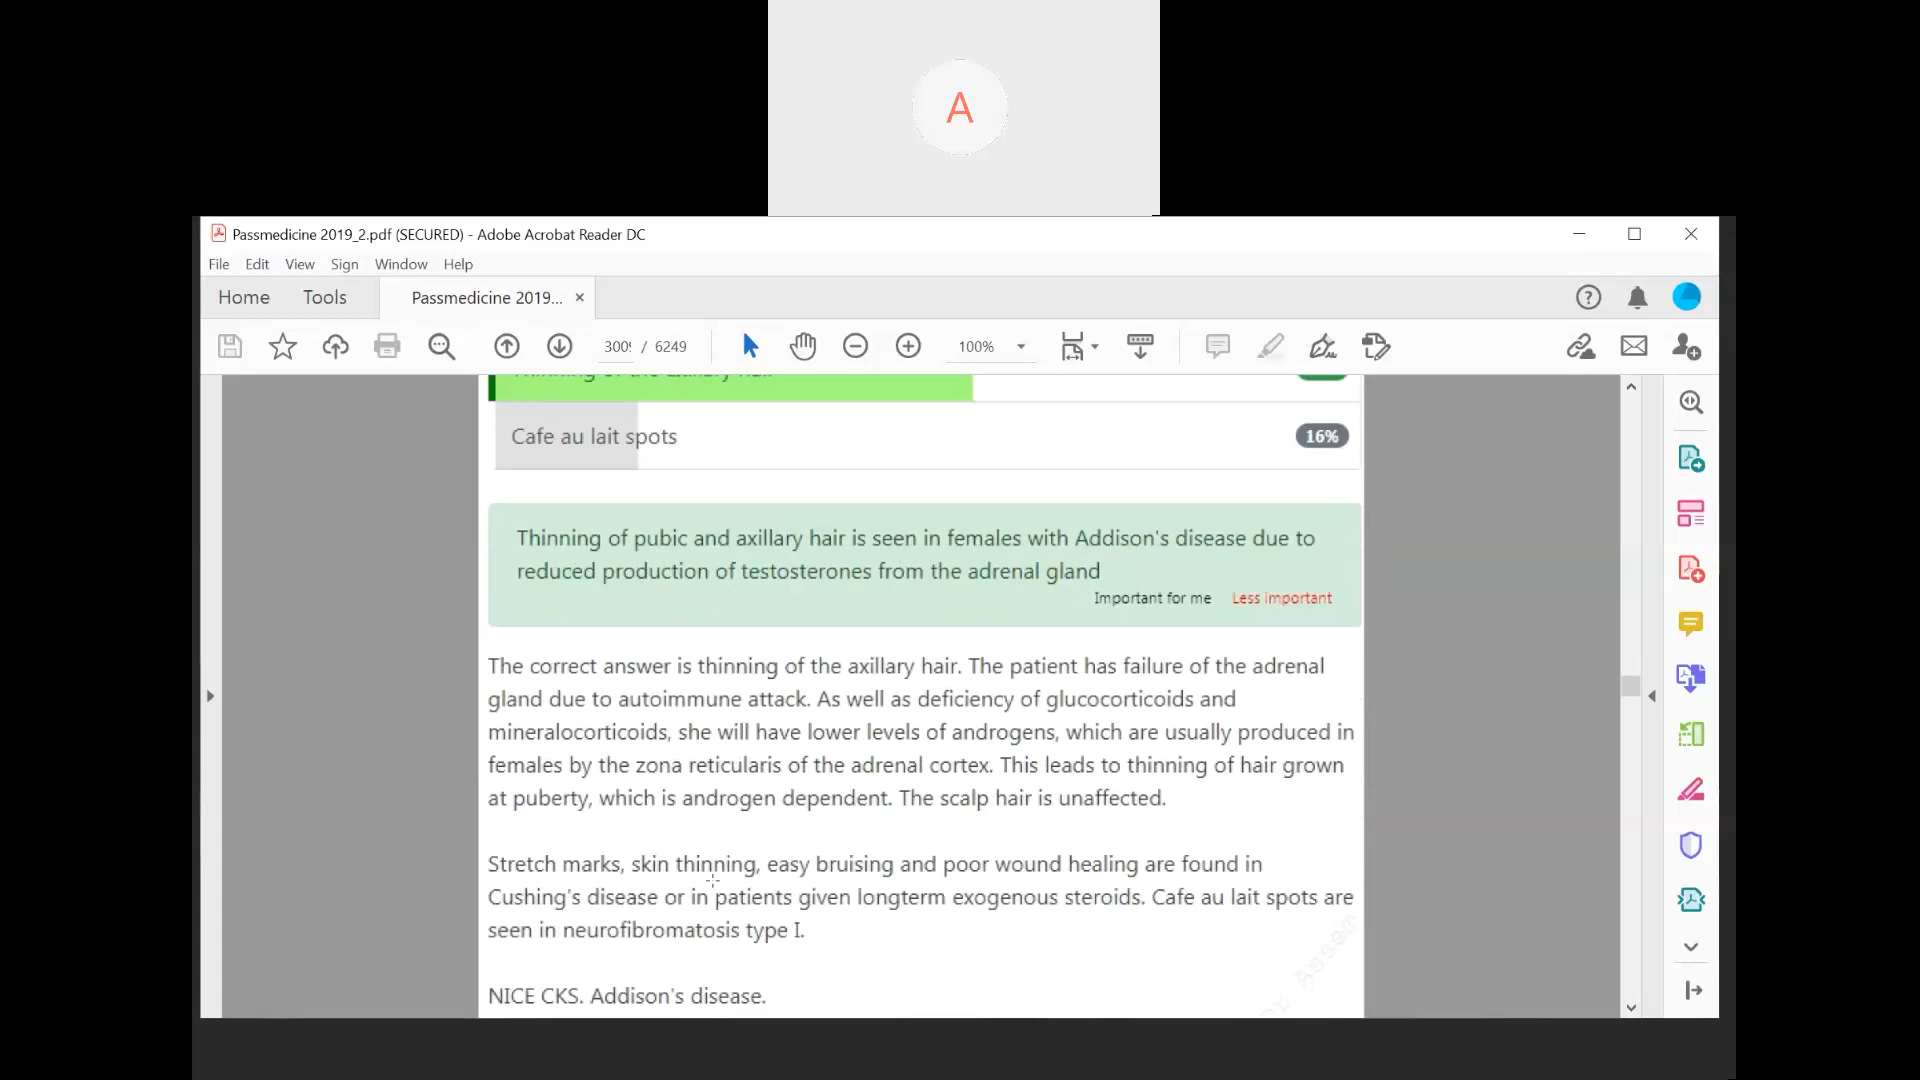 A
Passmedicine 2019_2.pdf (SECURED) - Adobe Acrobat Reader DC
File Edit View Sign Window Help
Home Tools Passmedicine 2019...
/ 6249 100%
Thinning of the axillary hair
Cafe au lait spots 16%
Thinning of pubic and axillary hair is seen in females with Addison's disease due to
reduced production of testosterones from the adrenal gland
Important for me Less important
The correct answer is thinning of the axillary hair. The patient has failure of the adrenal
gland due to autoimmune attack. As well as deficiency of glucocorticoids and
mineralocorticoids, she will have lower levels of androgens, which are usually produced in
females by the zona reticularis of the adrenal cortex. This leads to thinning of hair grown
at puberty, which is androgen dependent. The scalp hair is unaffected.
Stretch marks, skin thinning, easy bruising and poor wound healing are found in
Cushing's disease or in patients given longterm exogenous steroids. Cafe au lait spots are
seen in neurofibromatosis type I.
NICE CKS. Addison's disease.